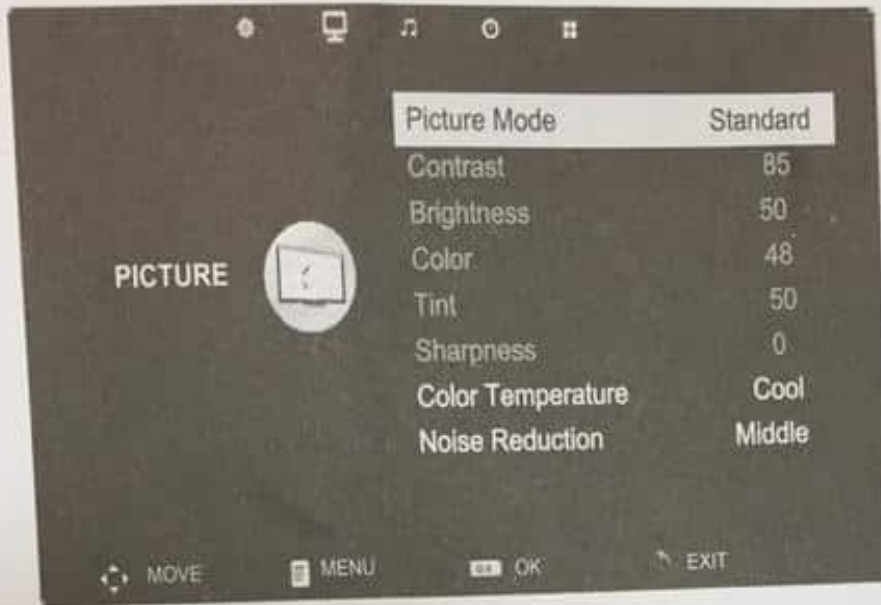 Picture Mode Standard
Contrast 85
Brightness 50
Color 48
Tint 50
Sharpness 0
Color Temperature Cool
Noise Reduction Middle
PICTURE
MOVE MENU OK EXIT